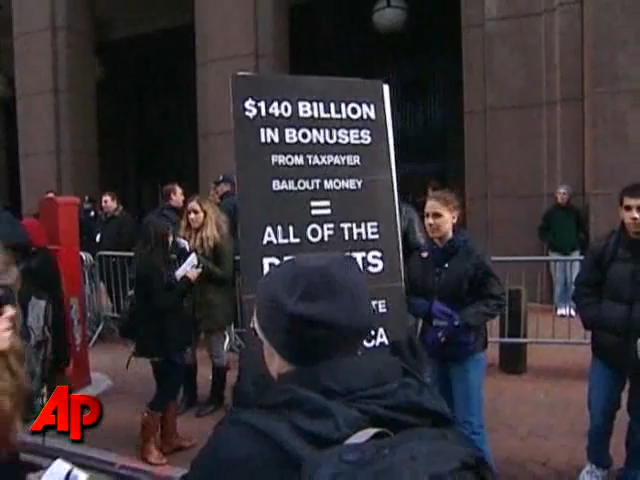 $140 BILLION
IN BONUSES
FROM TAXPAYER
BAILOUT MONEY
=
ALL OF THE
AP